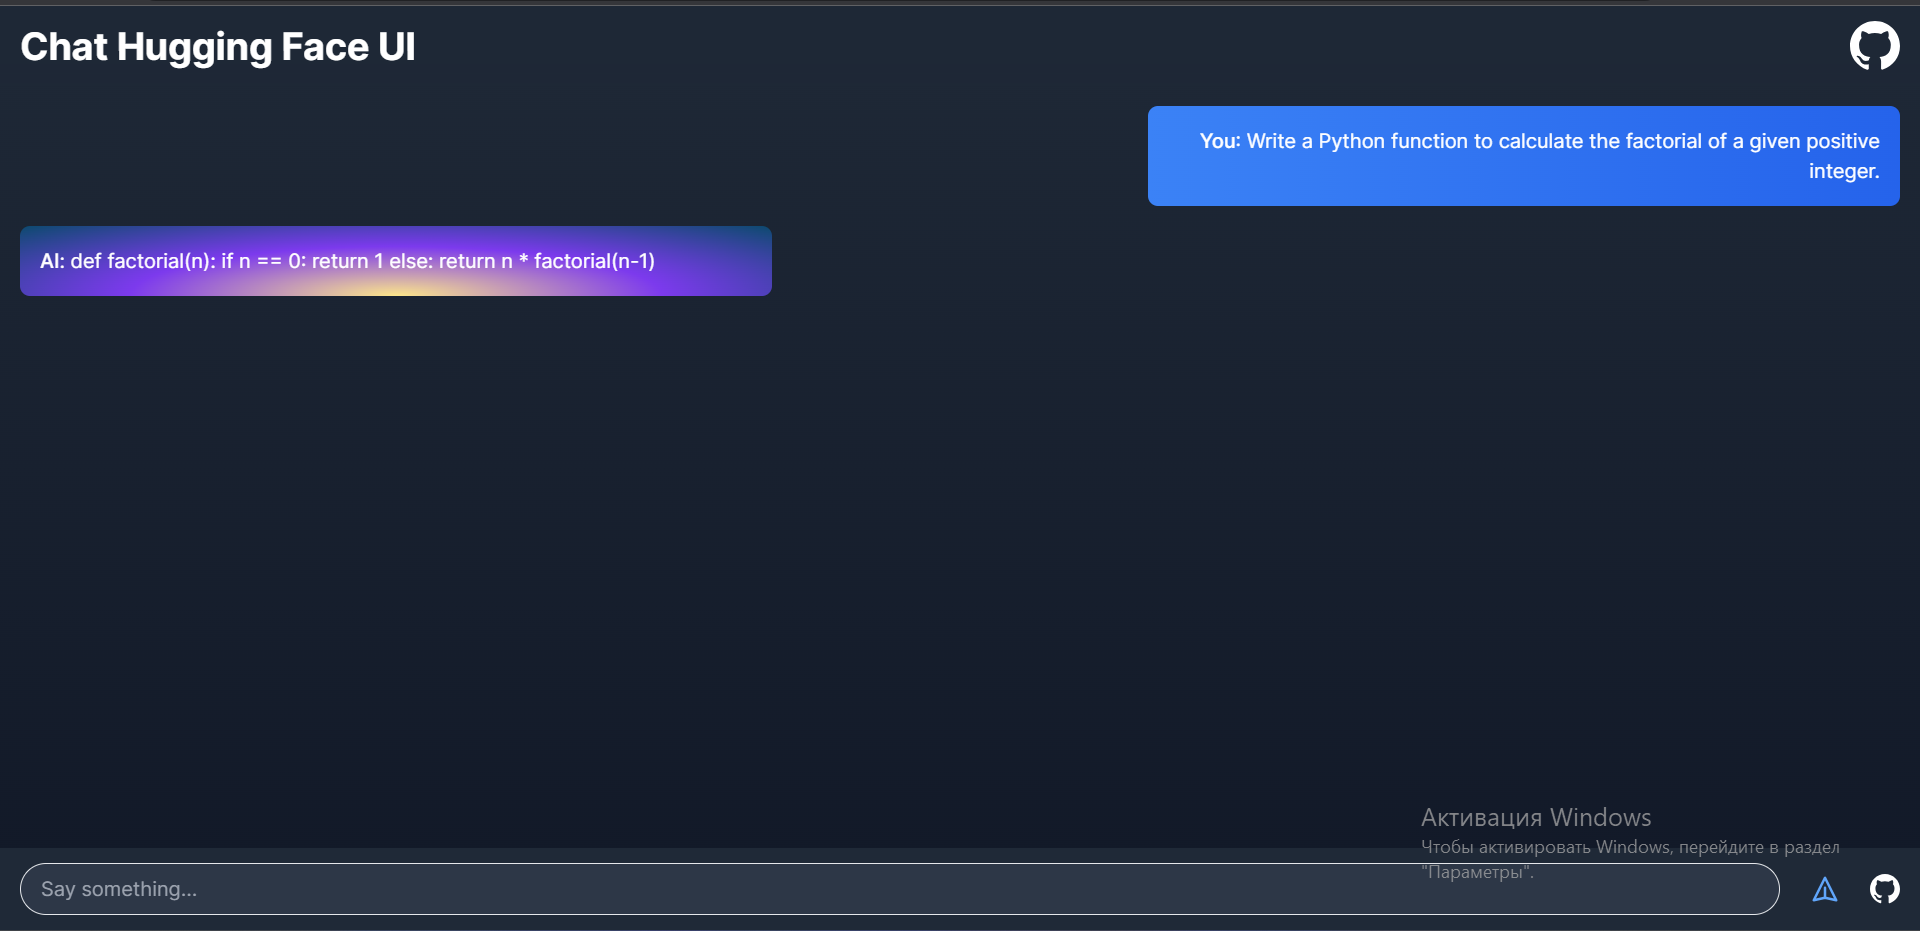 Chat Hugging Face UI
You: Write a Python function to calculate the factorial of a given positive
integer.
AI: def factorial(n): if n == 0: return 1 else: return n * factorial(n-1)
Активация Windows
Чтобы активировать Windows, перейдите в раздел
"Параметры".
Say something...